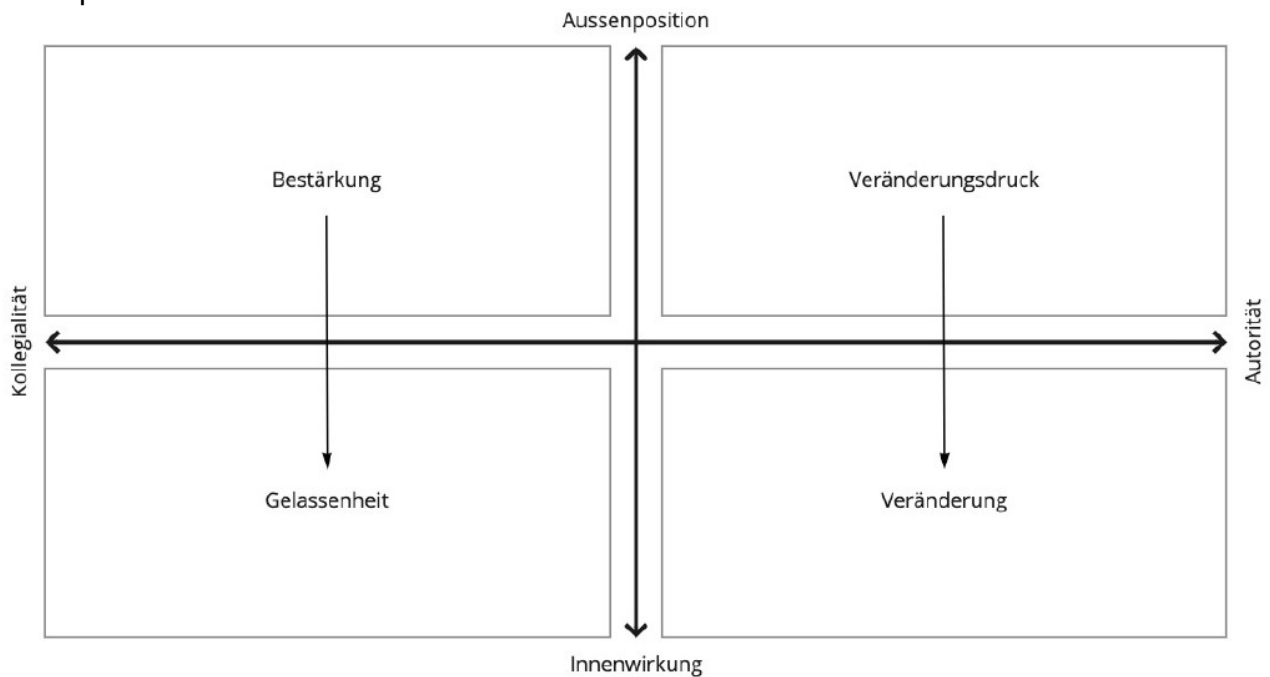 Aussenposition
Bestärkung
Veränderungsdruck
Kollegialität
Autorität
Gelassenheit
Veränderung
Innenwirkung